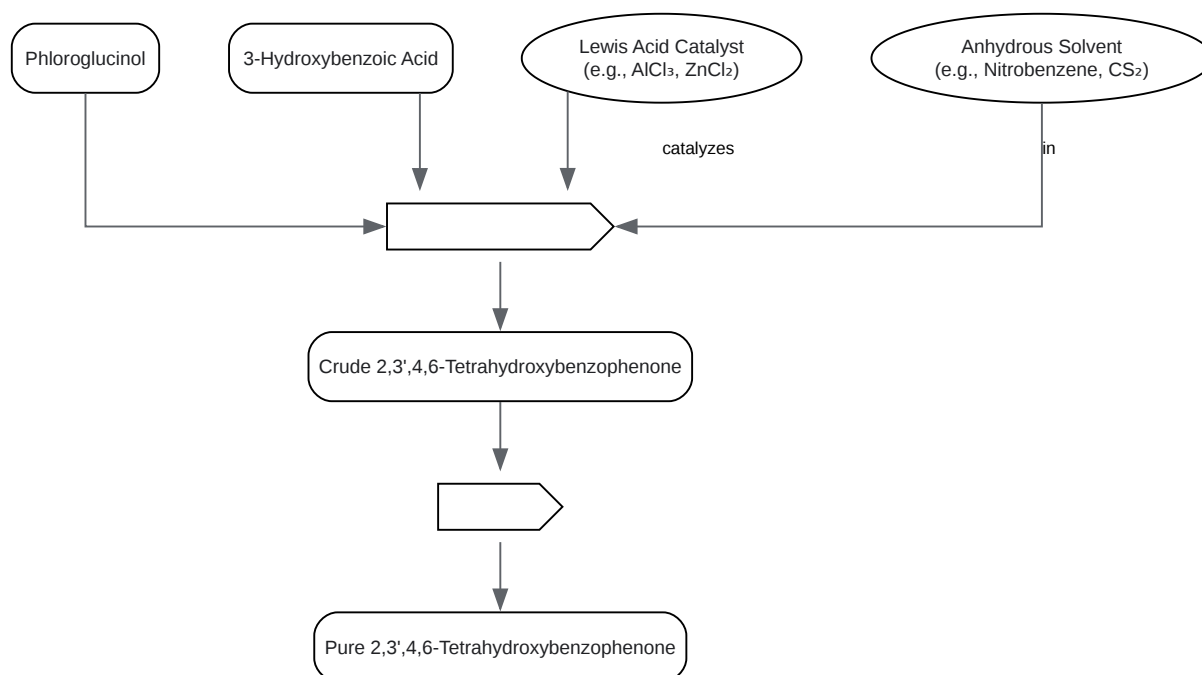 Phloroglucinol
3-Hydroxybenzoic Acid
Lewis Acid Catalyst
(e.g., AlCl₃, ZnCl₂)
Anhydrous Solvent
(e.g., Nitrobenzene, CS₂)
catalyzes
in
Crude 2,3',4,6-Tetrahydroxybenzophenone
Pure 2,3',4,6-Tetrahydroxybenzophenone